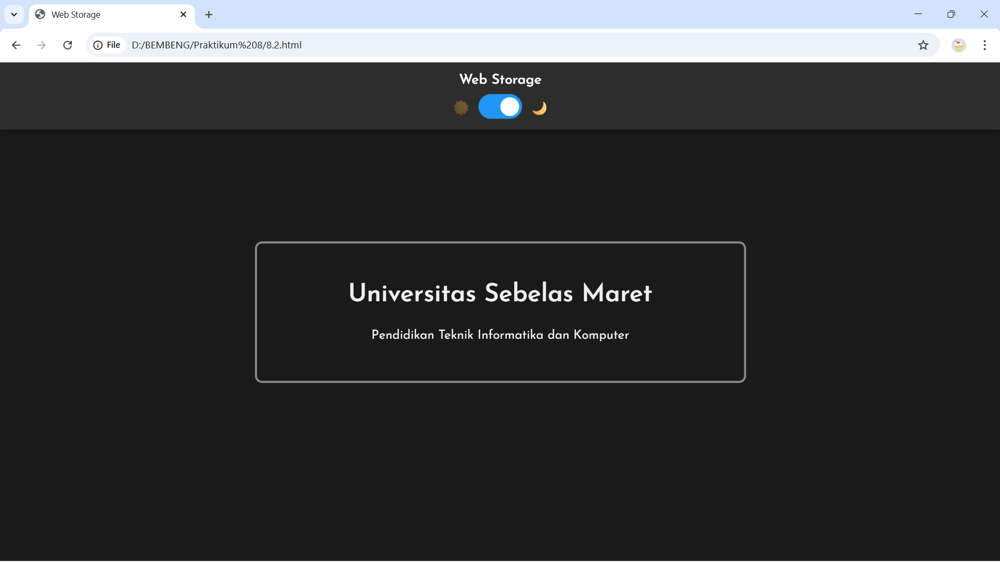 Web Storage
File D:/BEMBENG/Praktikum%208/8.2.html
Web Storage
Universitas Sebelas Maret
Pendidikan Teknik Informatika dan Komputer